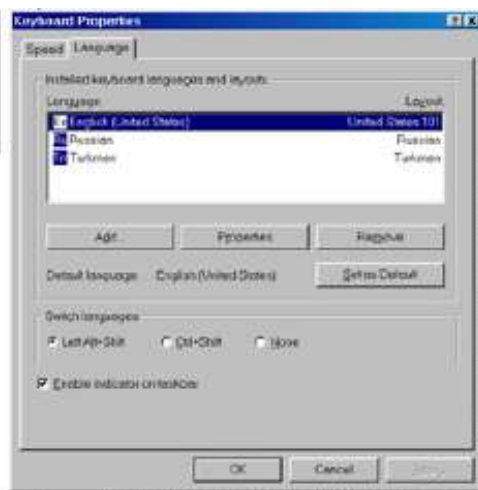 Keyboard Properties
Speed Language
Installed keyboard languages and layouts
Language Layout
En English (United States) United States 101
Ru Russian Russian
Turkmen Turkmen
Add... Properties Remove
Default language: English (United States) Set as Default
Switch languages
Left Alt+Shift Ctrl+Shift None
Enable indicator on taskbar
OK Cancel Apply